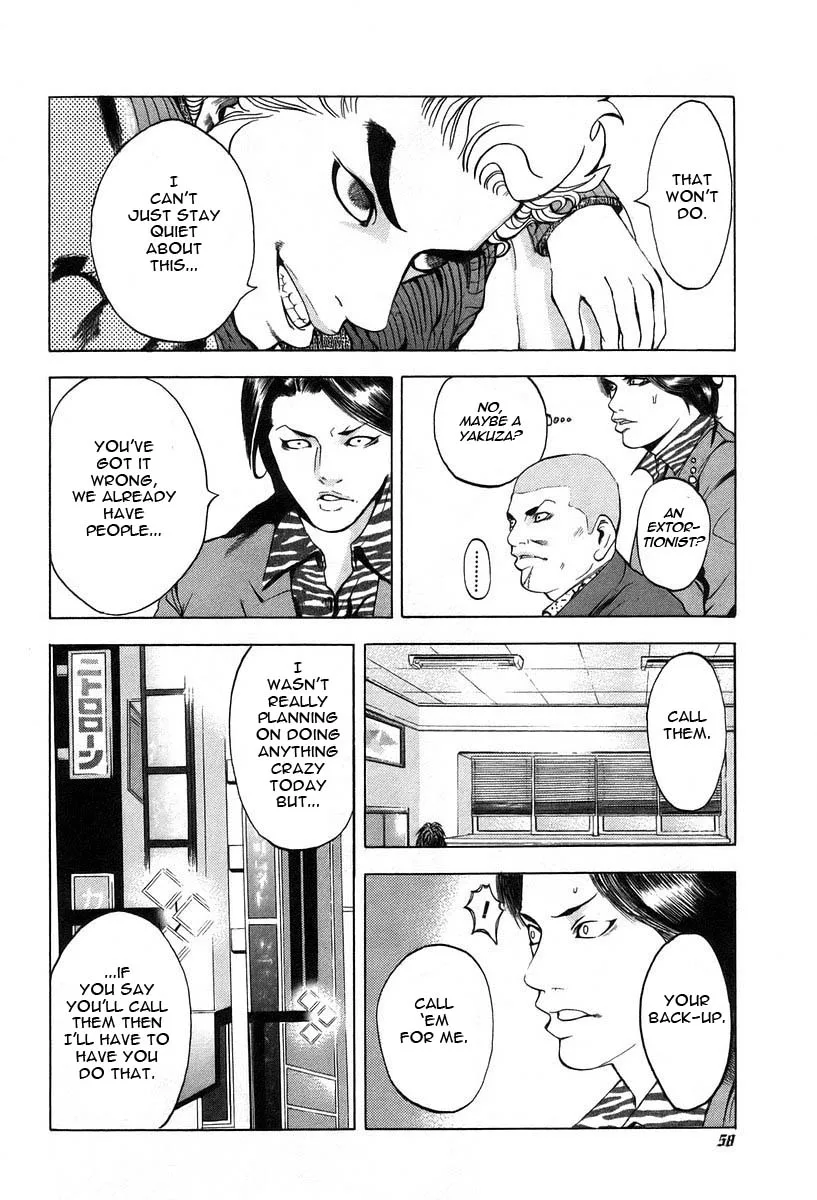 THAT
WON'T
DO.
I
CAN'T
JUST STAY
QUIET
ABOUT
THIS...
AN
EXTOR-
TIONIST?
NO,
MAYBE A
YAKUZA?
YOU'VE
GOT IT
WRONG,
WE ALREADY
HAVE
PEOPLE...
CALL
THEM.
YOUR
BACK-UP.
!
CALL
'EM
FOR ME.
I
WASN'T
REALLY
PLANNING
ON DOING
ANYTHING
CRAZY
TODAY
BUT...
ニトロローン
カ
...IF
YOU SAY
YOU'LL CALL
THEM THEN
I'LL HAVE TO
HAVE YOU
DO THAT.
58